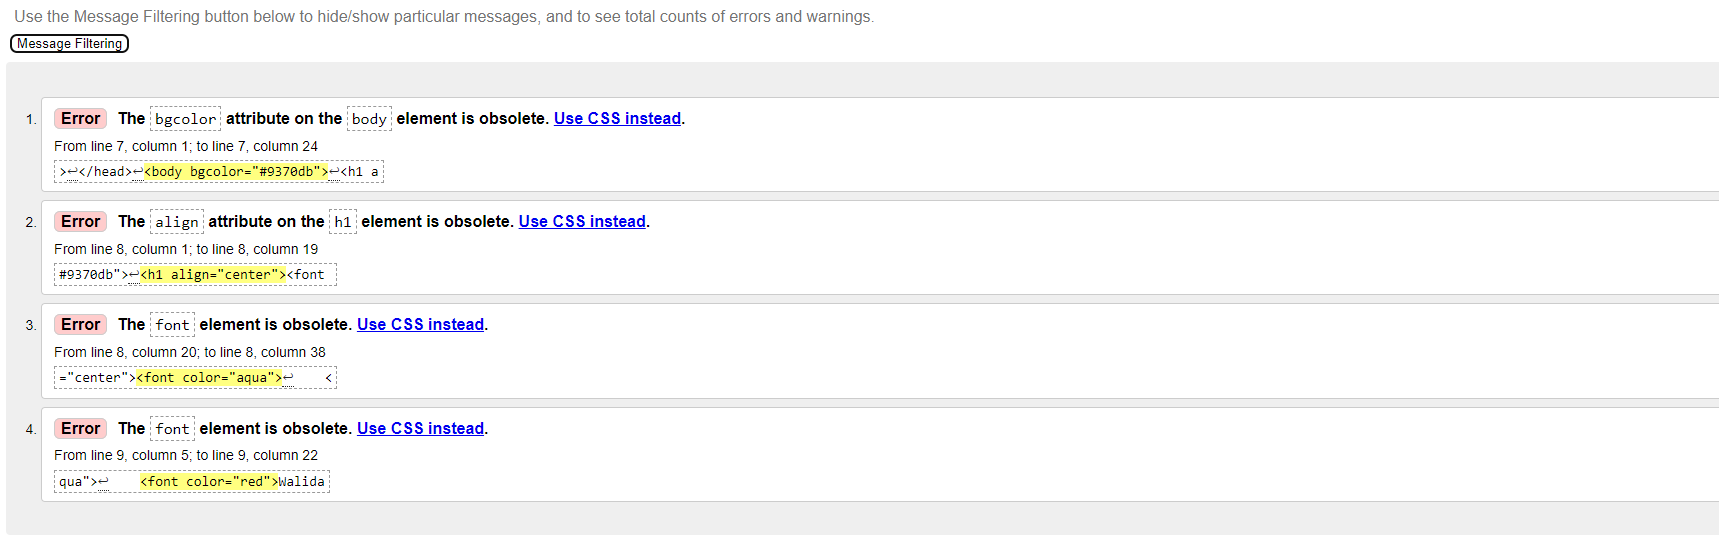 Use the Message Filtering button below to hide/show particular messages, and to see total counts of errors and warnings.
Message Filtering
1. Error The bgcolor attribute on the body element is obsolete. Use CSS instead.
From line 7, column 1; to line 7, column 24
>↩</head>↩<body bgcolor="#9370db">↩<h1 a
2. Error The align attribute on the h1 element is obsolete. Use CSS instead.
From line 8, column 1; to line 8, column 19
#9370db">↩<h1 align="center"><font
3. Error The font element is obsolete. Use CSS instead.
From line 8, column 20; to line 8, column 38
="center"><font color="aqua">↩    <
4. Error The font element is obsolete. Use CSS instead.
From line 9, column 5; to line 9, column 22
qua">↩    <font color="red">Walida